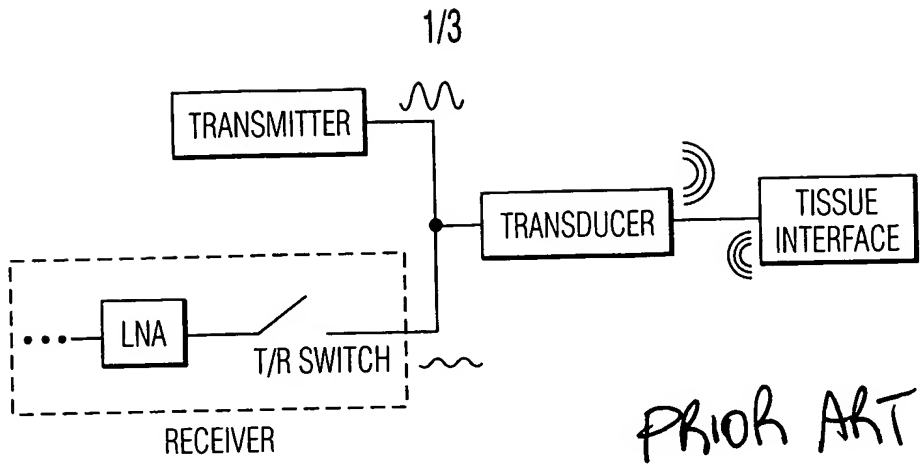 1/3
TRANSMITTER
TRANSDUCER
TISSUE
INTERFACE
LNA
T/R SWITCH
RECEIVER
PRIOR ART